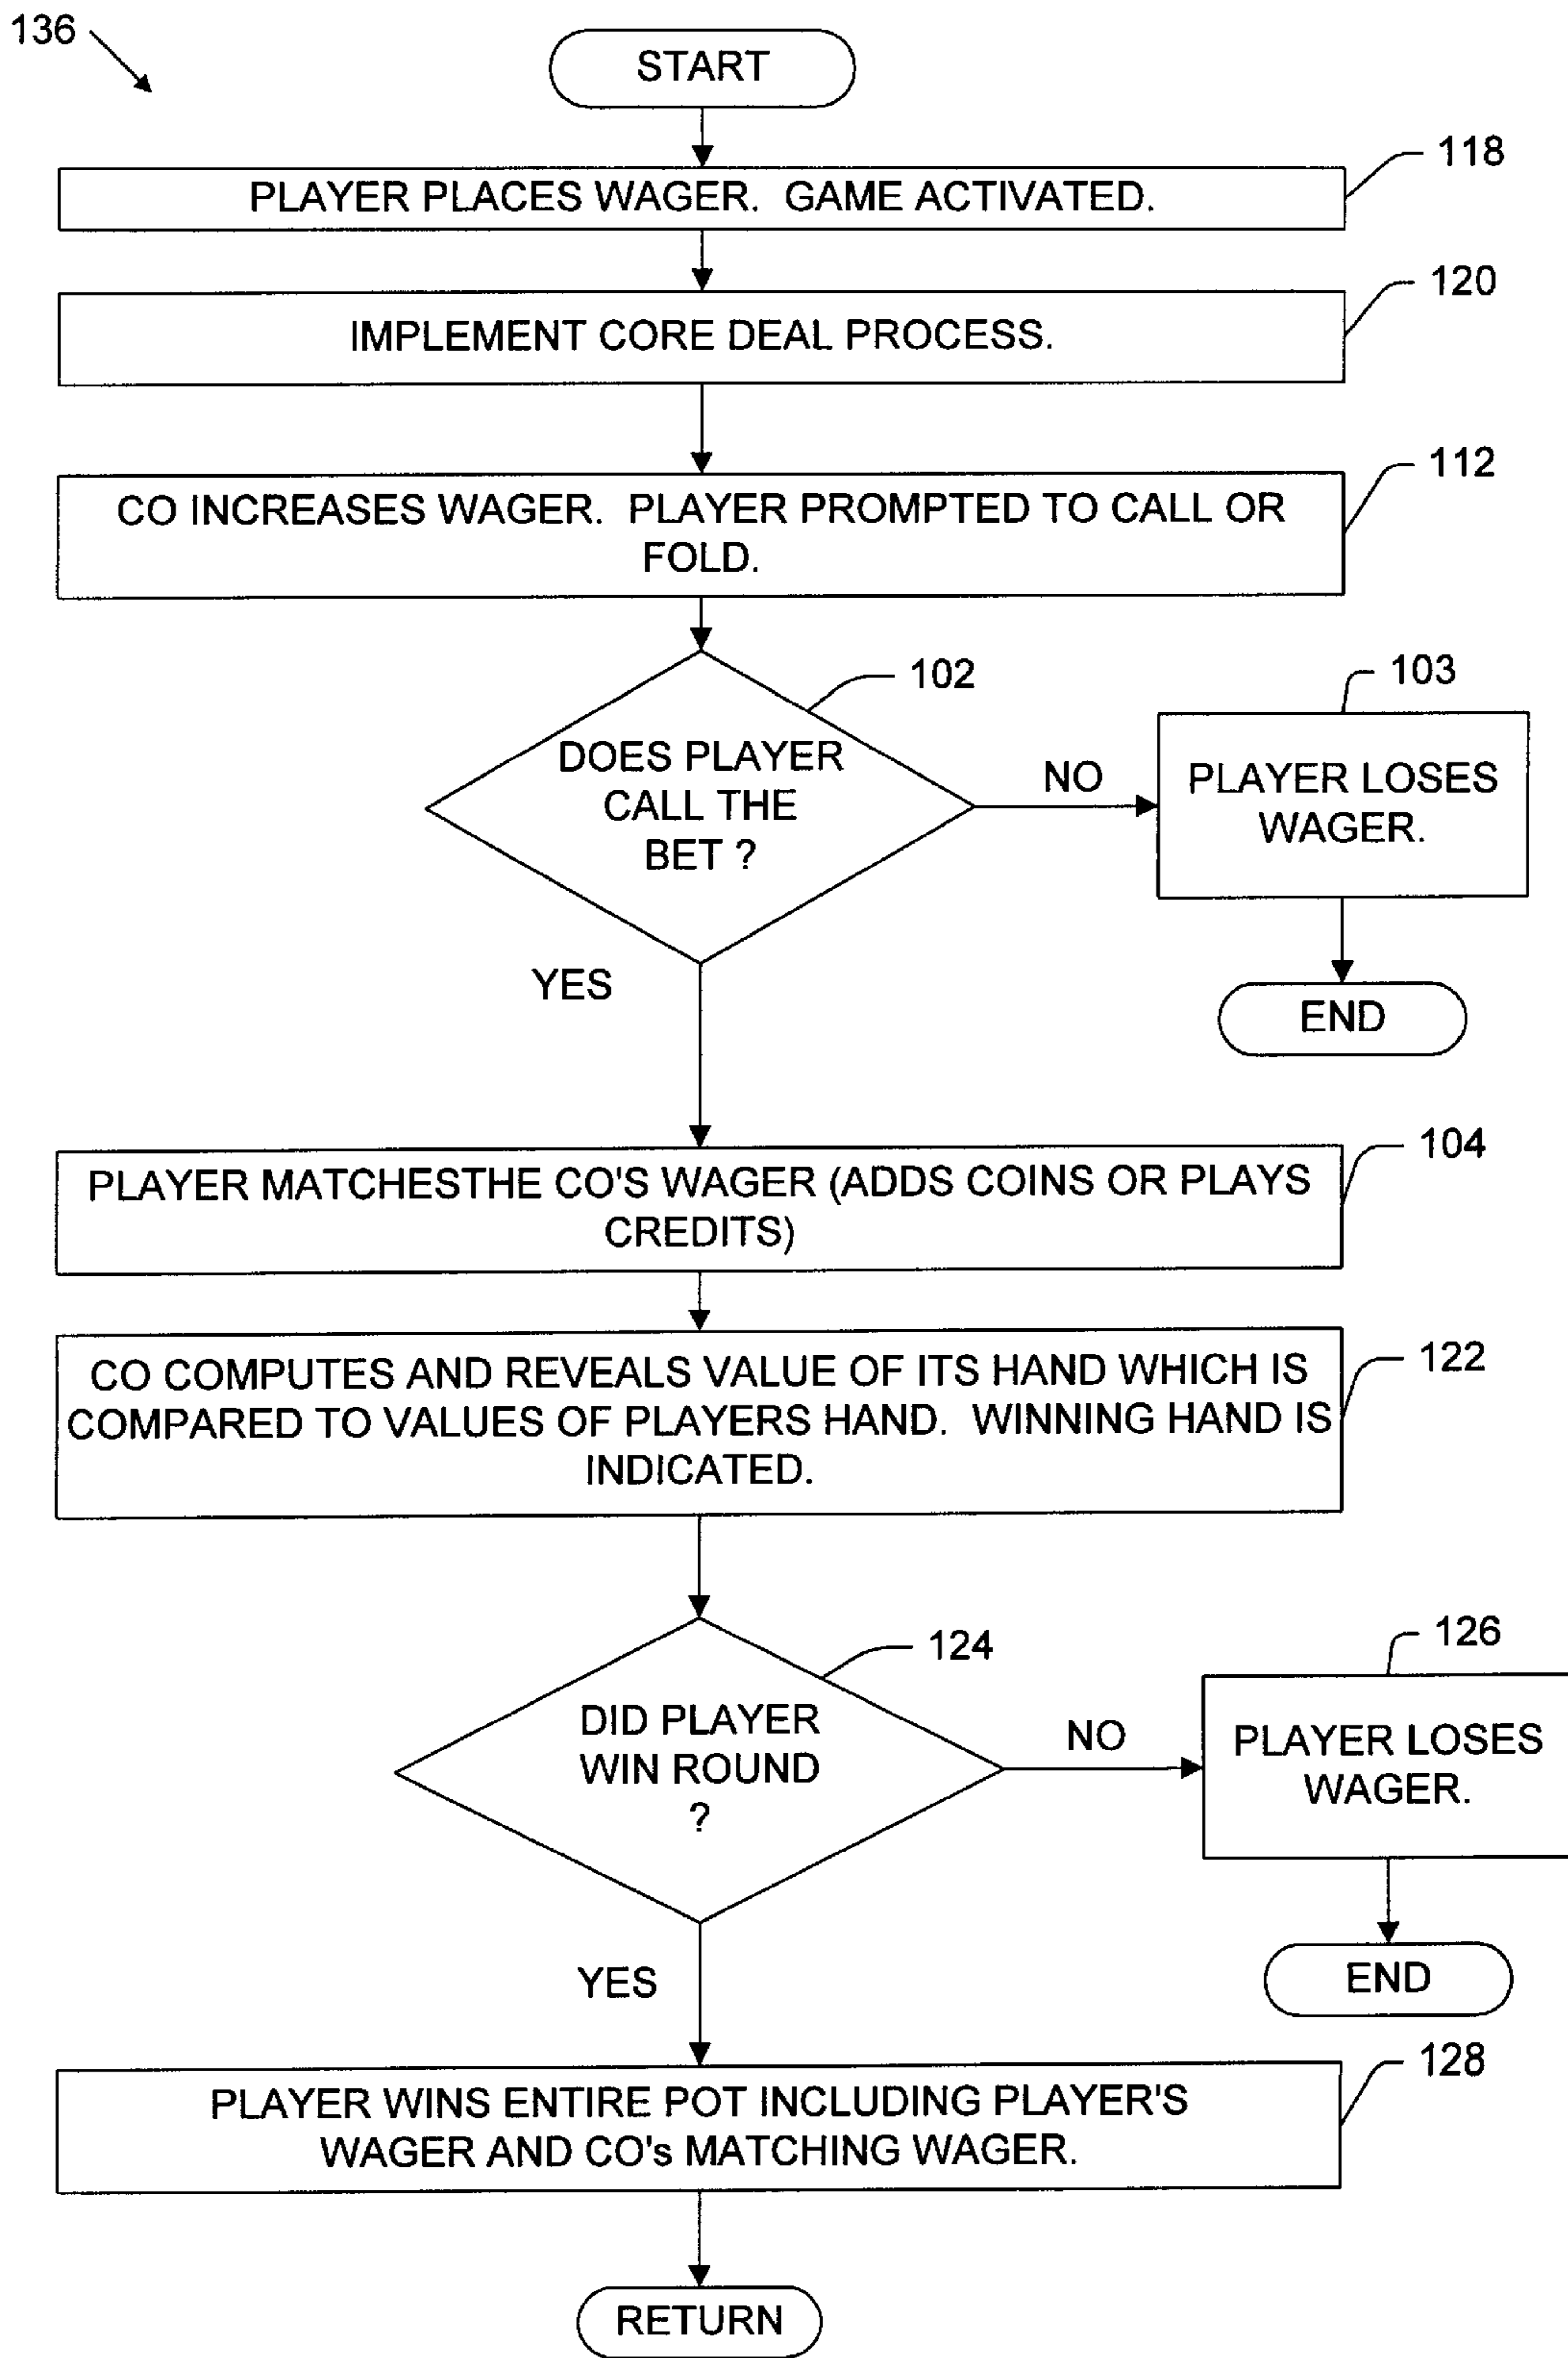 136
START
118
PLAYER PLACES WAGER. GAME ACTIVATED.
120
IMPLEMENT CORE DEAL PROCESS.
112
CO INCREASES WAGER. PLAYER PROMPTED TO CALL OR
FOLD.
102
103
DOES PLAYER
CALL THE
BET ?
NO
PLAYER LOSES
WAGER.
YES
END
104
PLAYER MATCHESTHE CO'S WAGER (ADDS COINS OR PLAYS
CREDITS)
122
CO COMPUTES AND REVEALS VALUE OF ITS HAND WHICH IS
COMPARED TO VALUES OF PLAYERS HAND. WINNING HAND IS
INDICATED.
124
126
DID PLAYER
WIN ROUND
?
NO
PLAYER LOSES
WAGER.
YES
END
128
PLAYER WINS ENTIRE POT INCLUDING PLAYER'S
WAGER AND CO's MATCHING WAGER.
RETURN